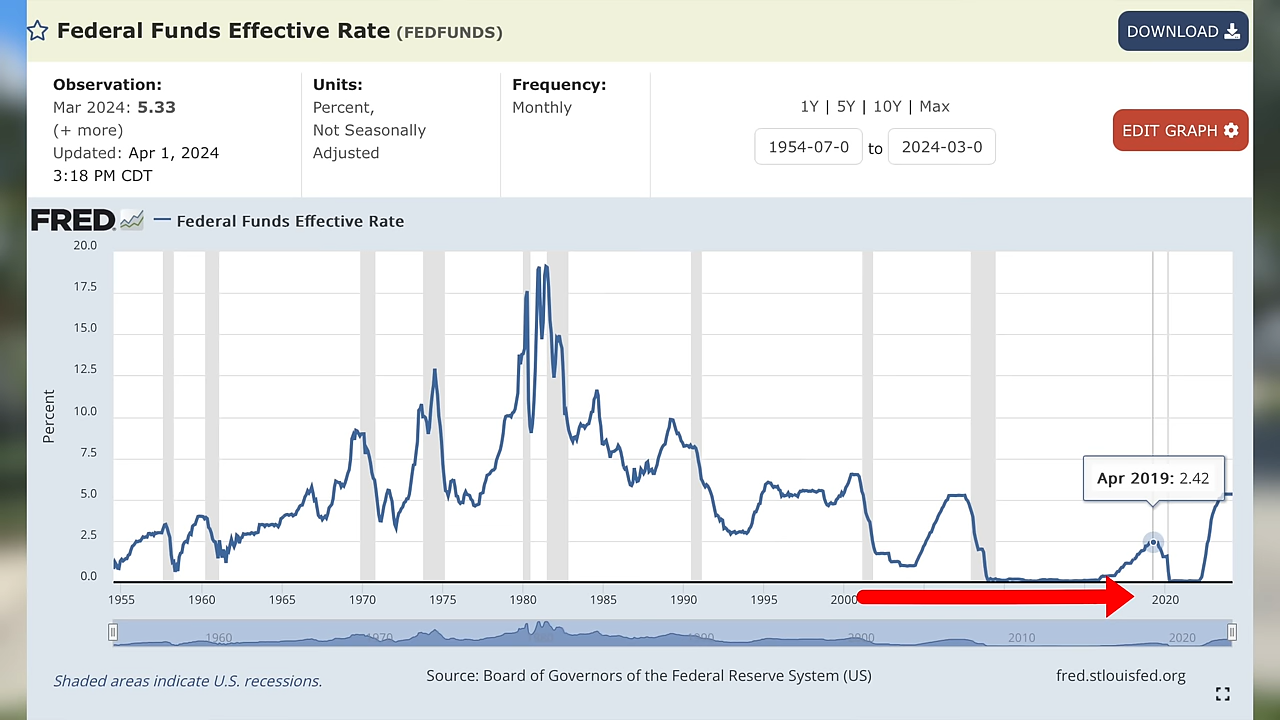 Federal Funds Effective Rate (FEDFUNDS)
DOWNLOAD
Observation:
Mar 2024: 5.33
(+ more)
Updated: Apr 1, 2024
3:18 PM CDT
Units:
Percent,
Not Seasonally
Adjusted
Frequency:
Monthly
1Y | 5Y | 10Y | Max
1954-07-0 to 2024-03-0
EDIT GRAPH
FRED
Federal Funds Effective Rate
20.0
17.5
15.0
12.5
10.0
7.5
5.0
2.5
0.0
Percent
Apr 2019: 2.42
1955 1960 1965 1970 1975 1980 1985 1990 1995 2000 2020
1960 1970 1990 2000 2010 2020
Shaded areas indicate U.S. recessions.
Source: Board of Governors of the Federal Reserve System (US)
fred.stlouisfed.org